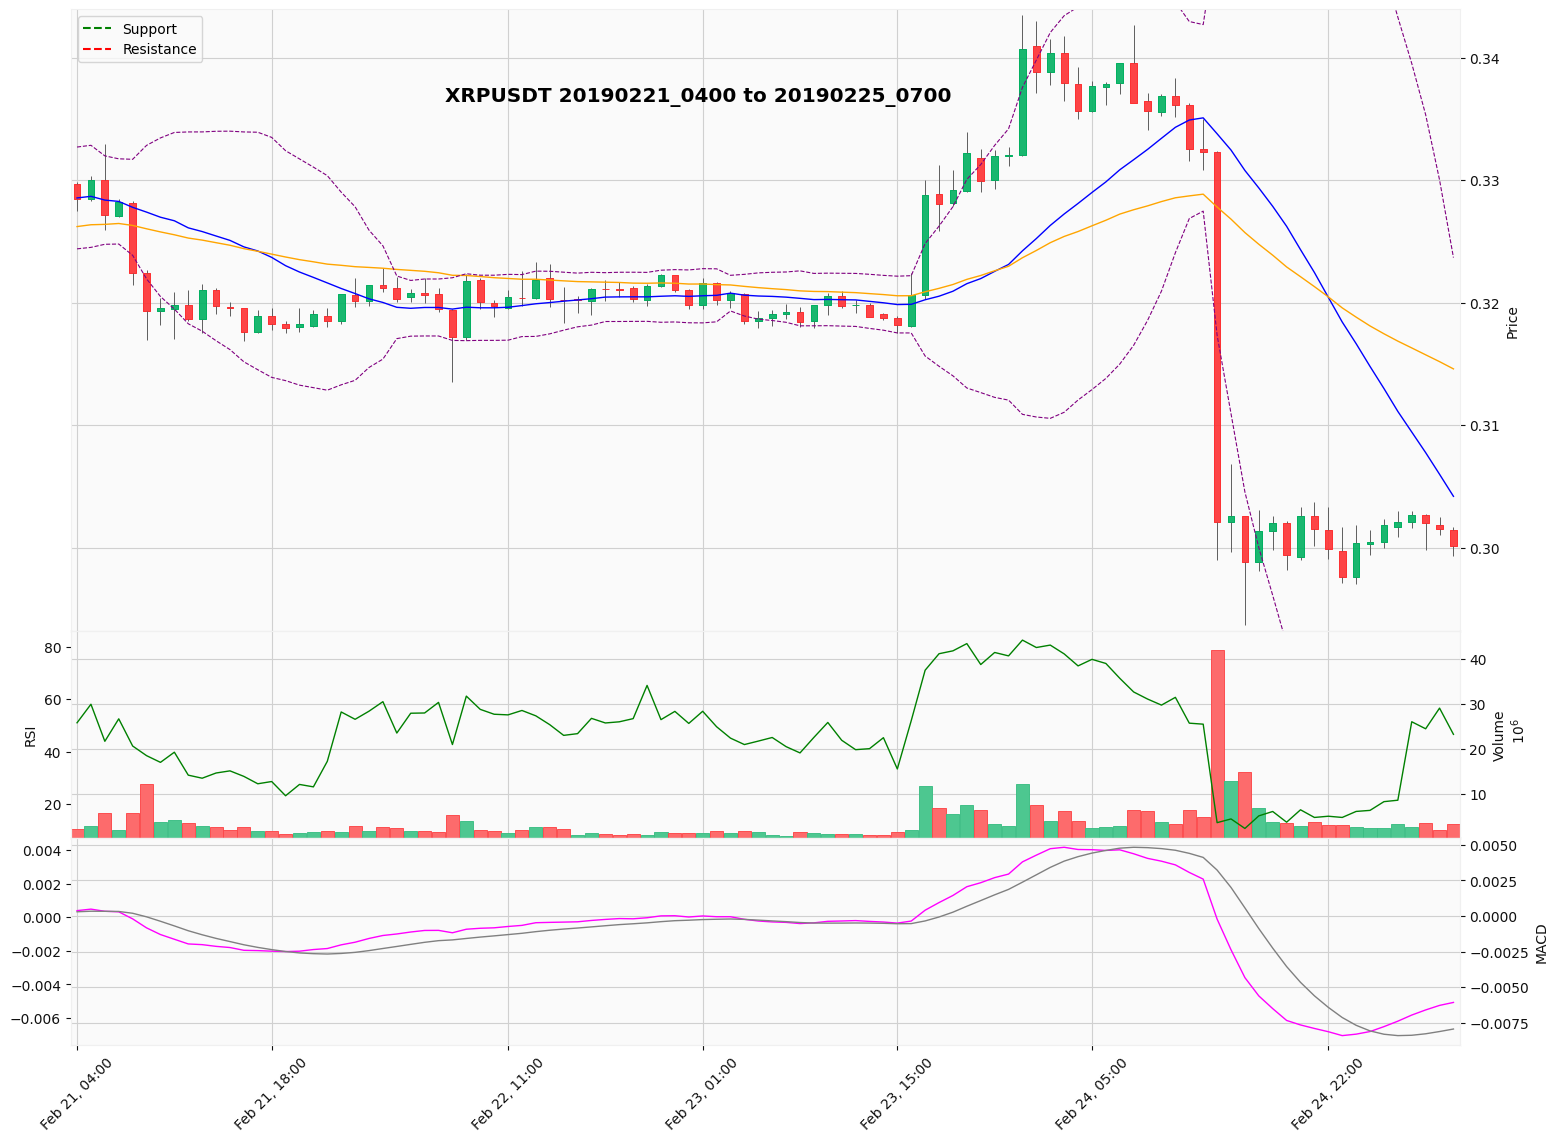 Support
Resistance
XRPUSDT 20190221_0400 to 20190225_0700
0.34
0.33
0.32
0.31
0.30
Price
80
60
40
20
RSI
40
30
20
10
Volume
10^6
0.004
0.002
0.000
−0.002
−0.004
−0.006
0.0050
0.0025
0.0000
−0.0025
−0.0050
−0.0075
MACD
Feb 21, 04:00
Feb 21, 18:00
Feb 22, 11:00
Feb 23, 01:00
Feb 23, 15:00
Feb 24, 05:00
Feb 24, 22:00